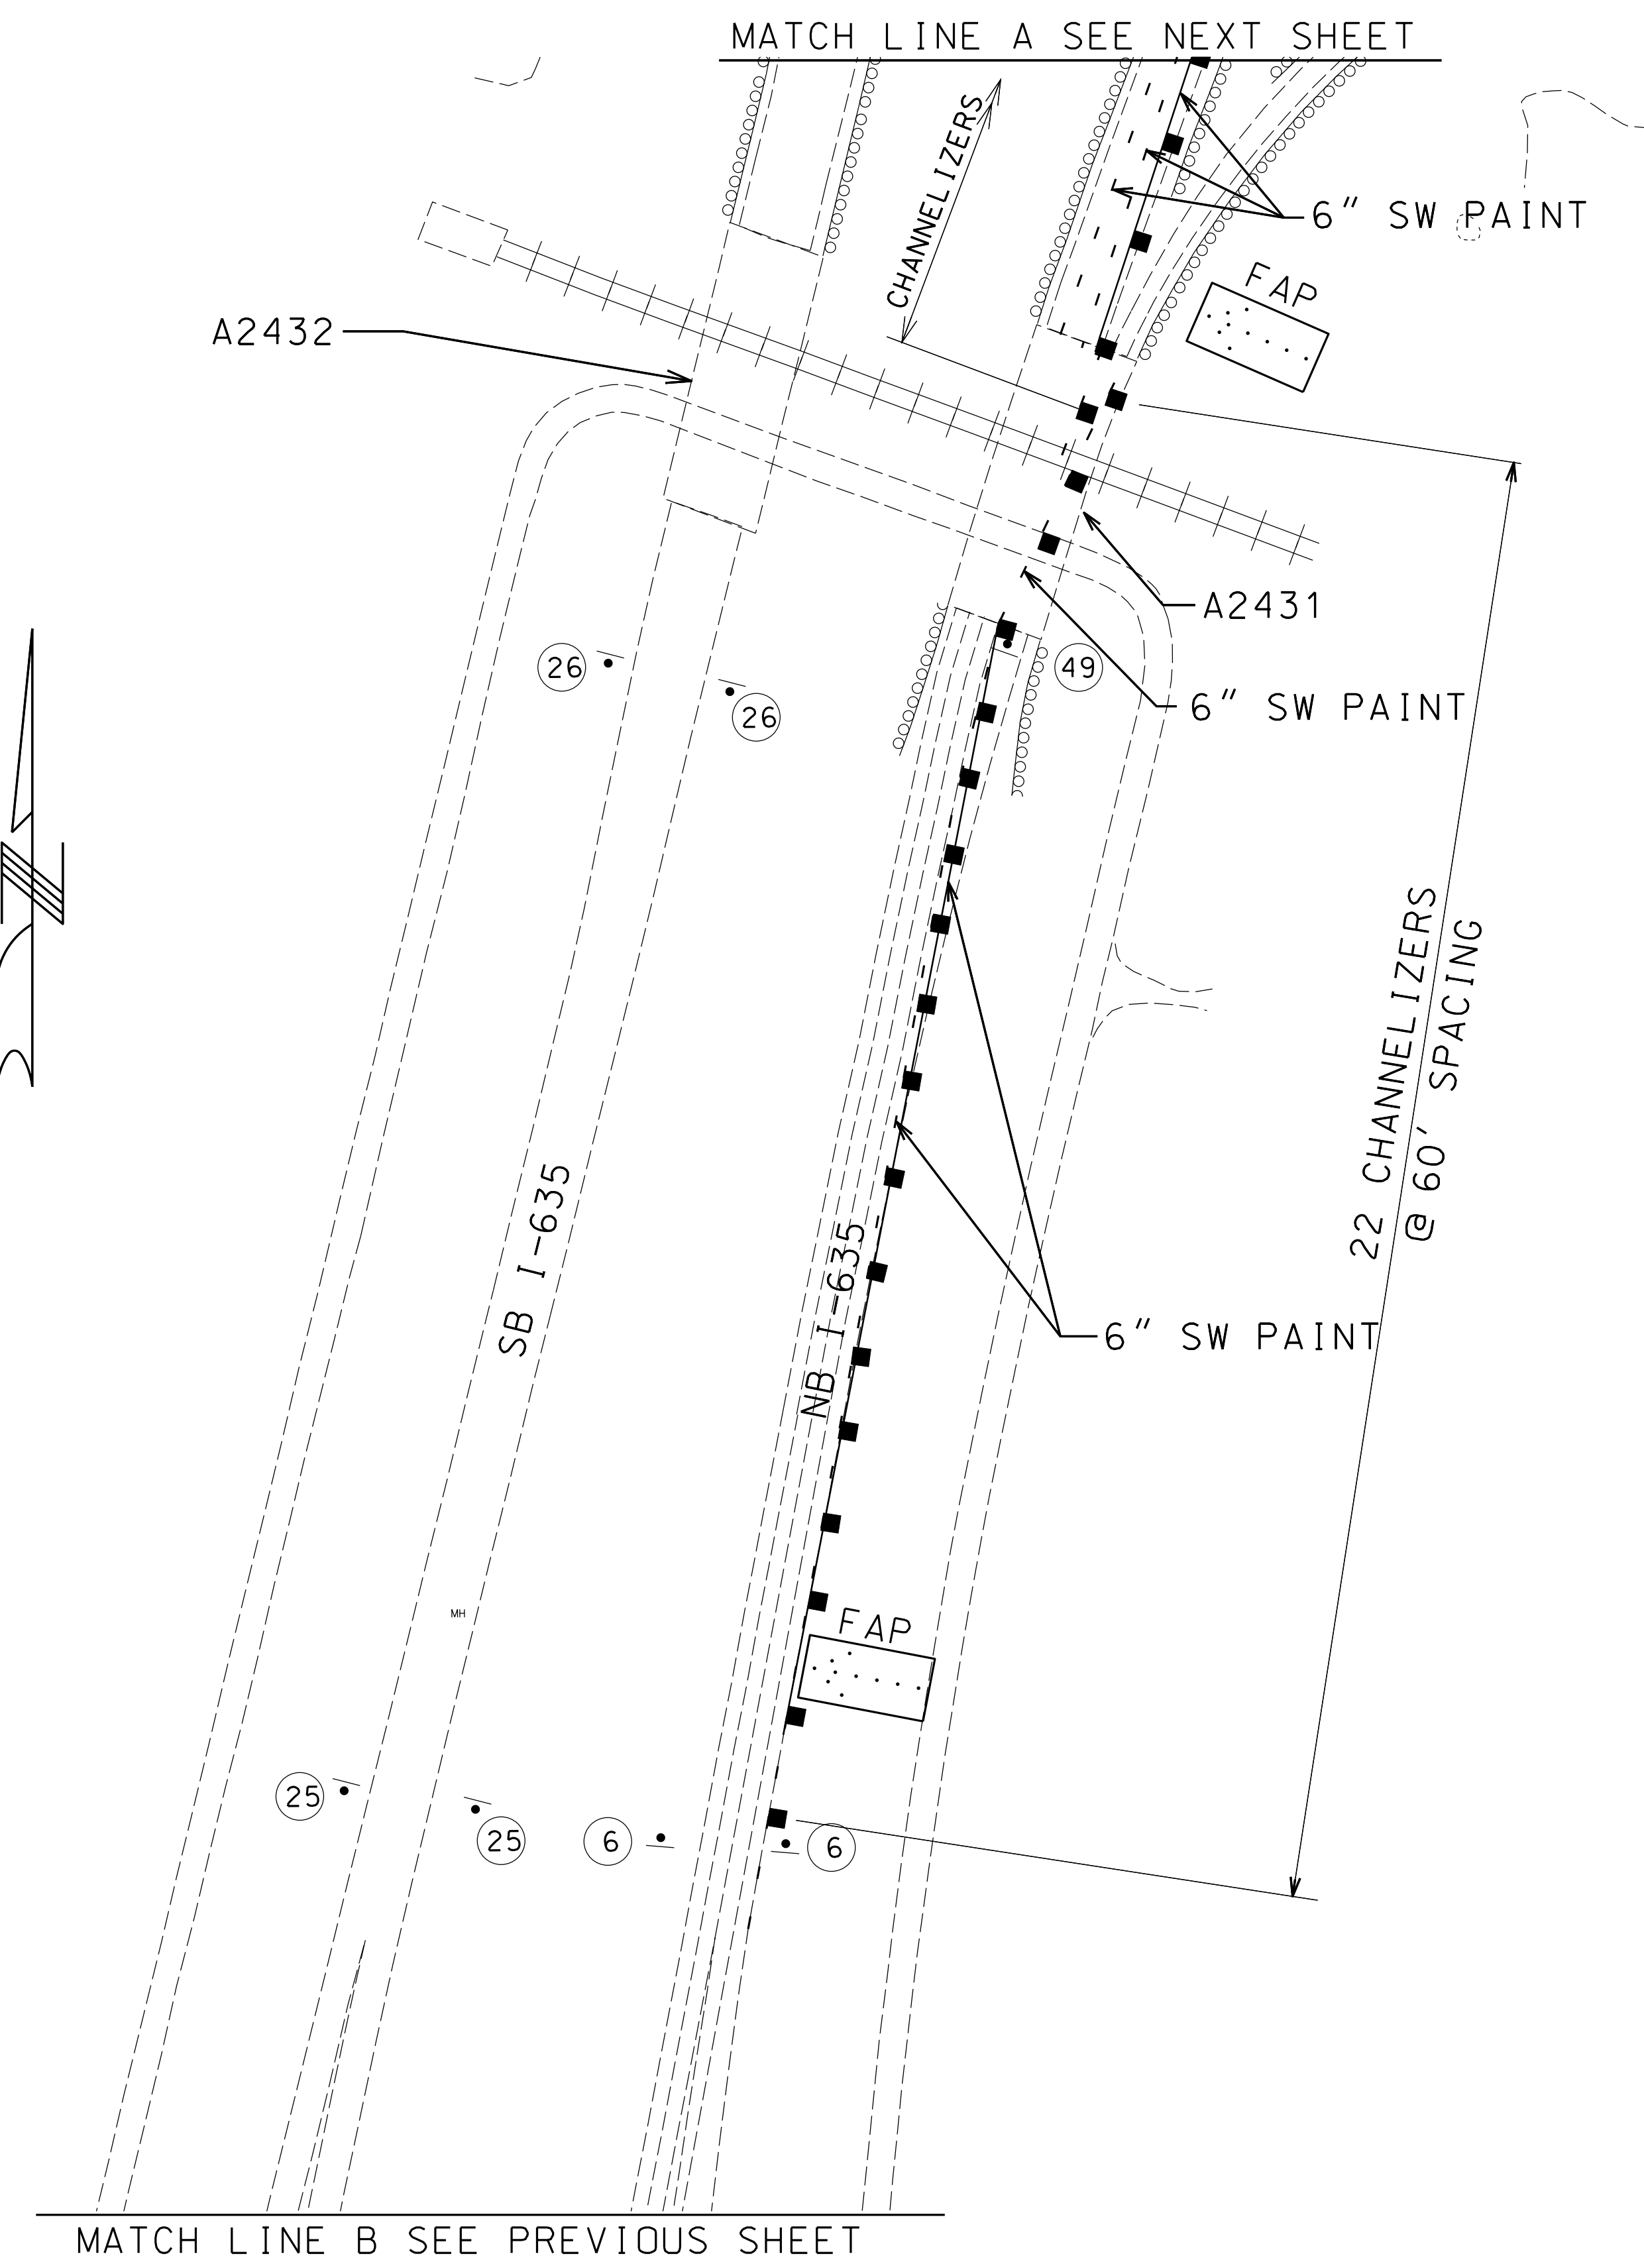 MATCH LINE A SEE NEXT SHEET
CHANNELIZERS
6" SW PAINT
FAP
A2432
A2431
26
49
26
6" SW PAINT
N
22 CHANNELIZERS
@ 60' SPACING
SB I-635
NB I-635
6" SW PAINT
MH
FAP
25
25
6
6
MATCH LINE B SEE PREVIOUS SHEET